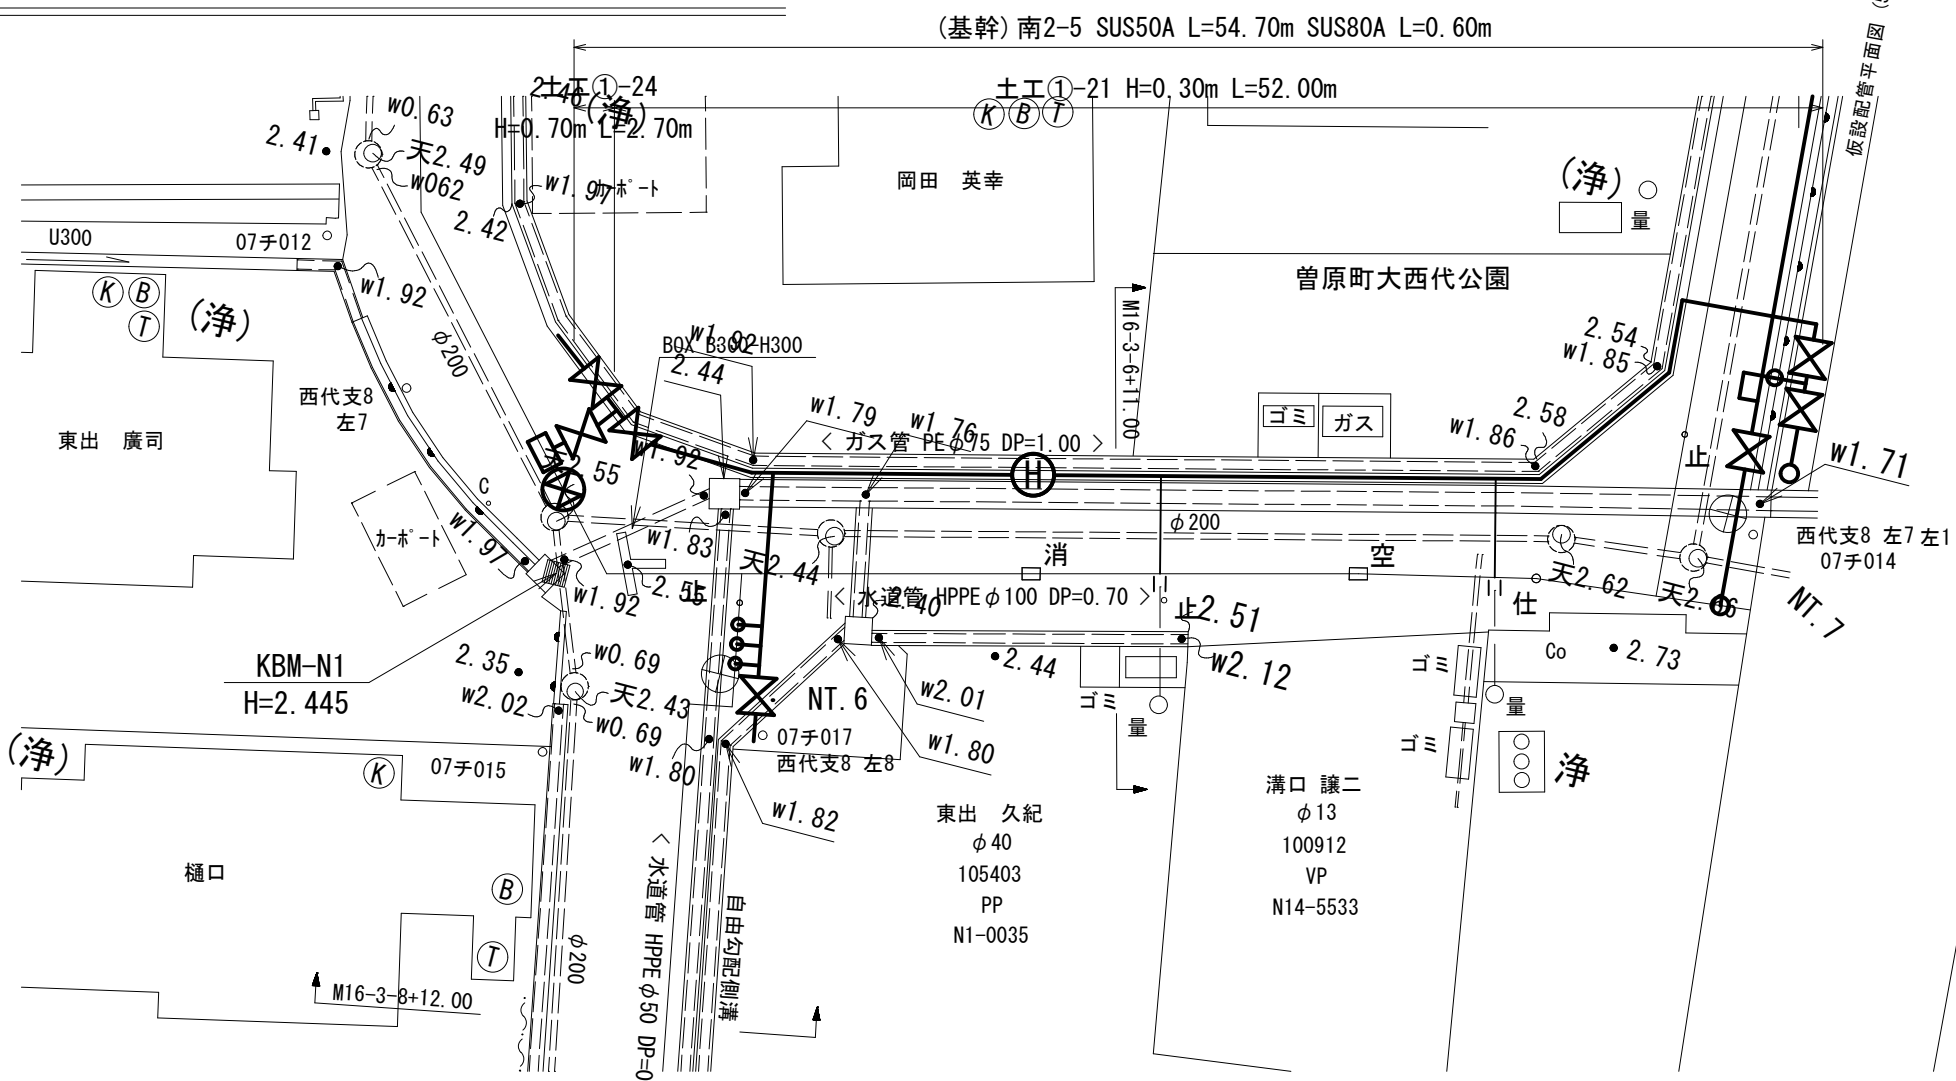 (基幹)南2-5 SUS50A L=54.70m SUS80A L=0.60m
仮設配管平面図
土工①-24
H=0.70m L=2.70m
土工①-21 H=0.30m L=52.00m
K B T
2.46
(浄)
w0.63
2.41
天2.49
w062
w1.97
カーポート
2.42
岡田 英幸
(浄)
量
U300
07チ012
w1.92
K B
T
(浄)
φ200
曽原町大西代公園
M16-3-6+11.00
BOX B300-H300
w1.92
2.44
2.54
w1.85
西代支8
左7
東出 廣司
w1.79
w1.76
< ガス管 PEφ75 DP=1.00 >
ゴミ
ガス
2.58
w1.86
止
w1.71
w1.92
55
H
C
カーポート
w1.97
w1.83
天2.44
φ200
消
空
西代支8 左7 左1
07チ014
天2.62
NT.7
w1.92
2.55
止
< 水道管 HPPEφ100 DP=0.70 >
2.40
止
2.51
仕
KBM-N1
H=2.445
2.35
w0.69
w2.02
天2.43
w0.69
2.44
w2.12
ゴミ
Co
2.73
w2.01
NT.6
ゴミ
量
量
(浄)
K
07チ015
w1.80
07チ017
西代支8 左8
w1.80
ゴミ
浄
w1.82
樋口
B
T
東出 久紀
φ40
105403
PP
N1-0035
溝口 譲二
φ13
100912
VP
N14-5533
M16-3-8+12.00
φ200
< 水道管 HPPEφ50 DP=0
自由勾配側溝